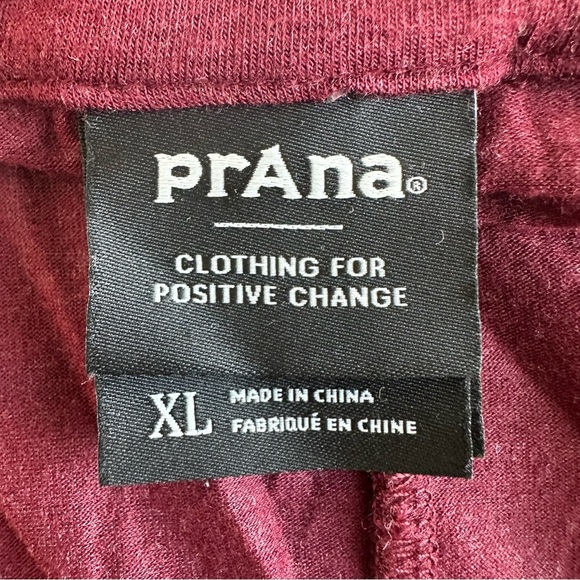 prAna®
CLOTHING FOR
POSITIVE CHANGE
XL
MADE IN CHINA
FABRIQUÉ EN CHINE